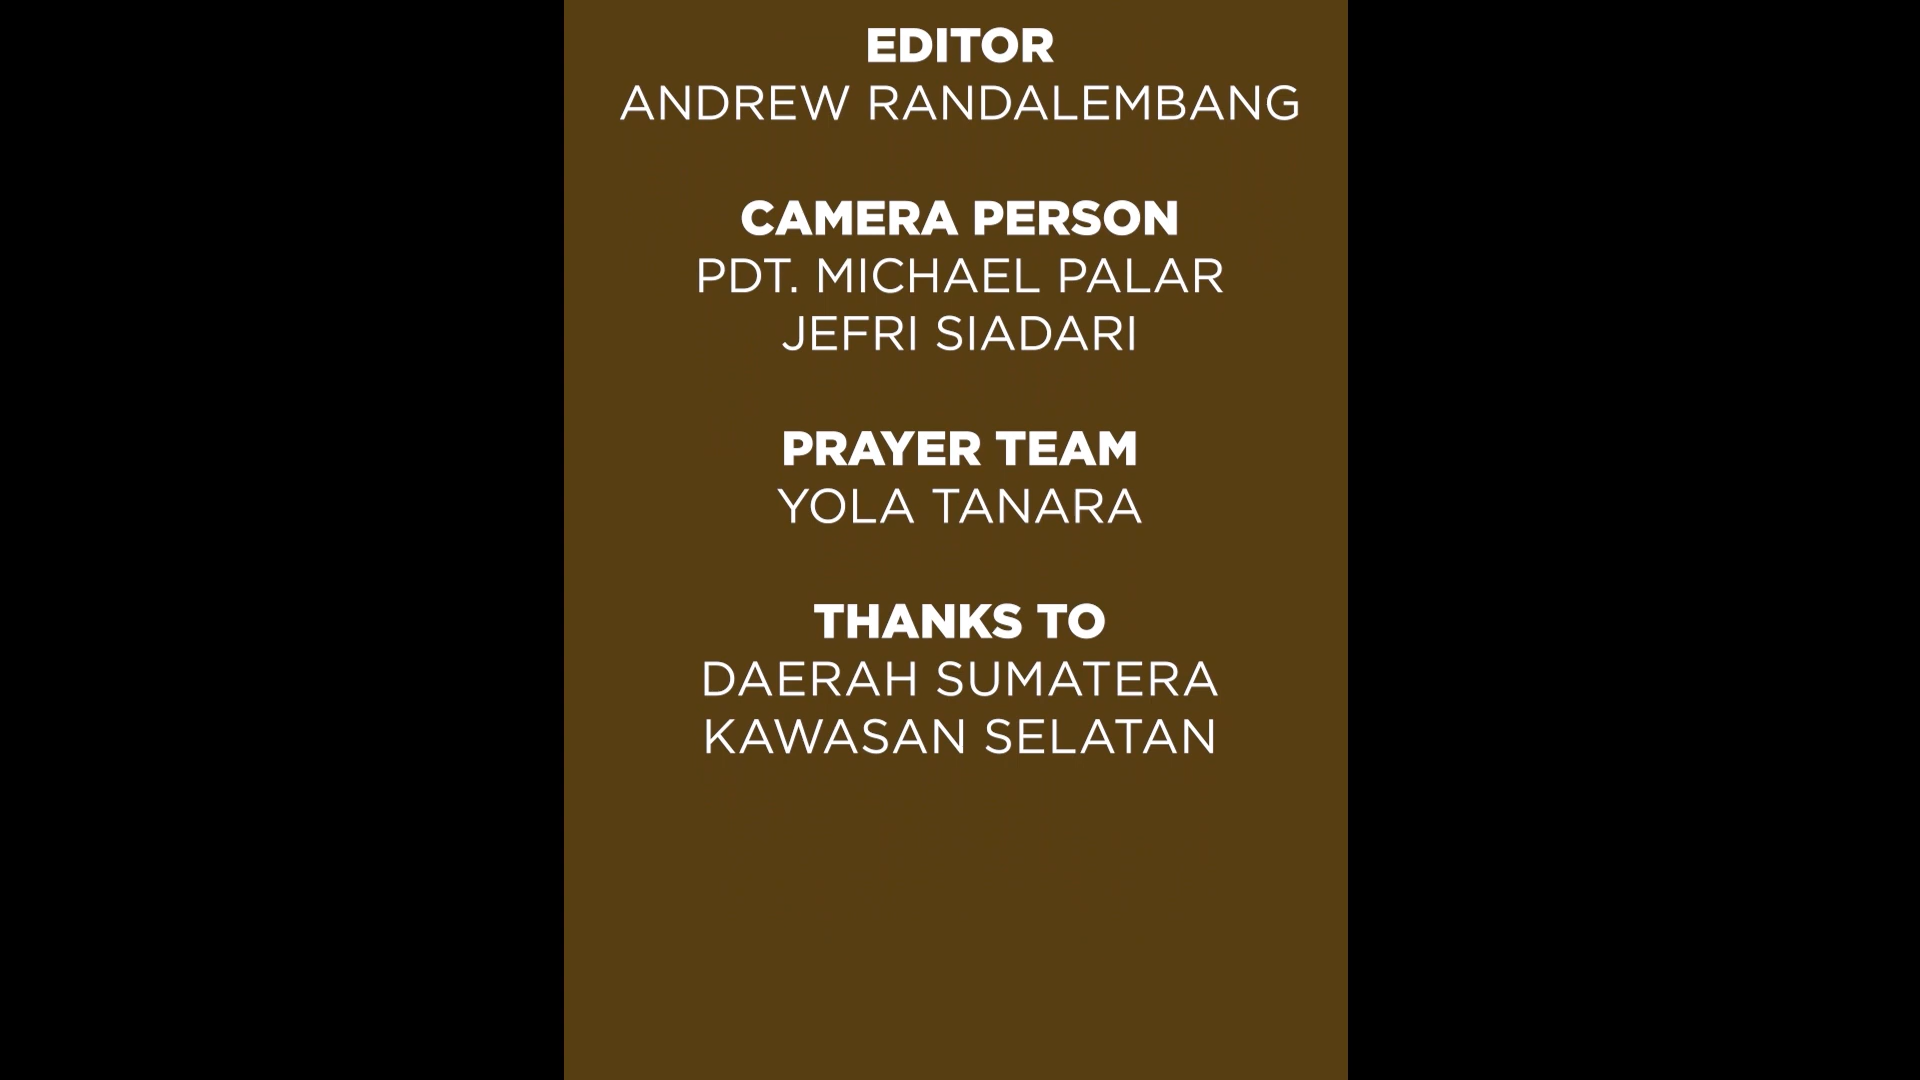 EDITOR
ANDREW RANDALEMBANG
CAMERA PERSON
PDT. MICHAEL PALAR
JEFRI SIADARI
PRAYER TEAM
YOLA TANARA
THANKS TO
DAERAH SUMATERA
KAWASAN SELATAN